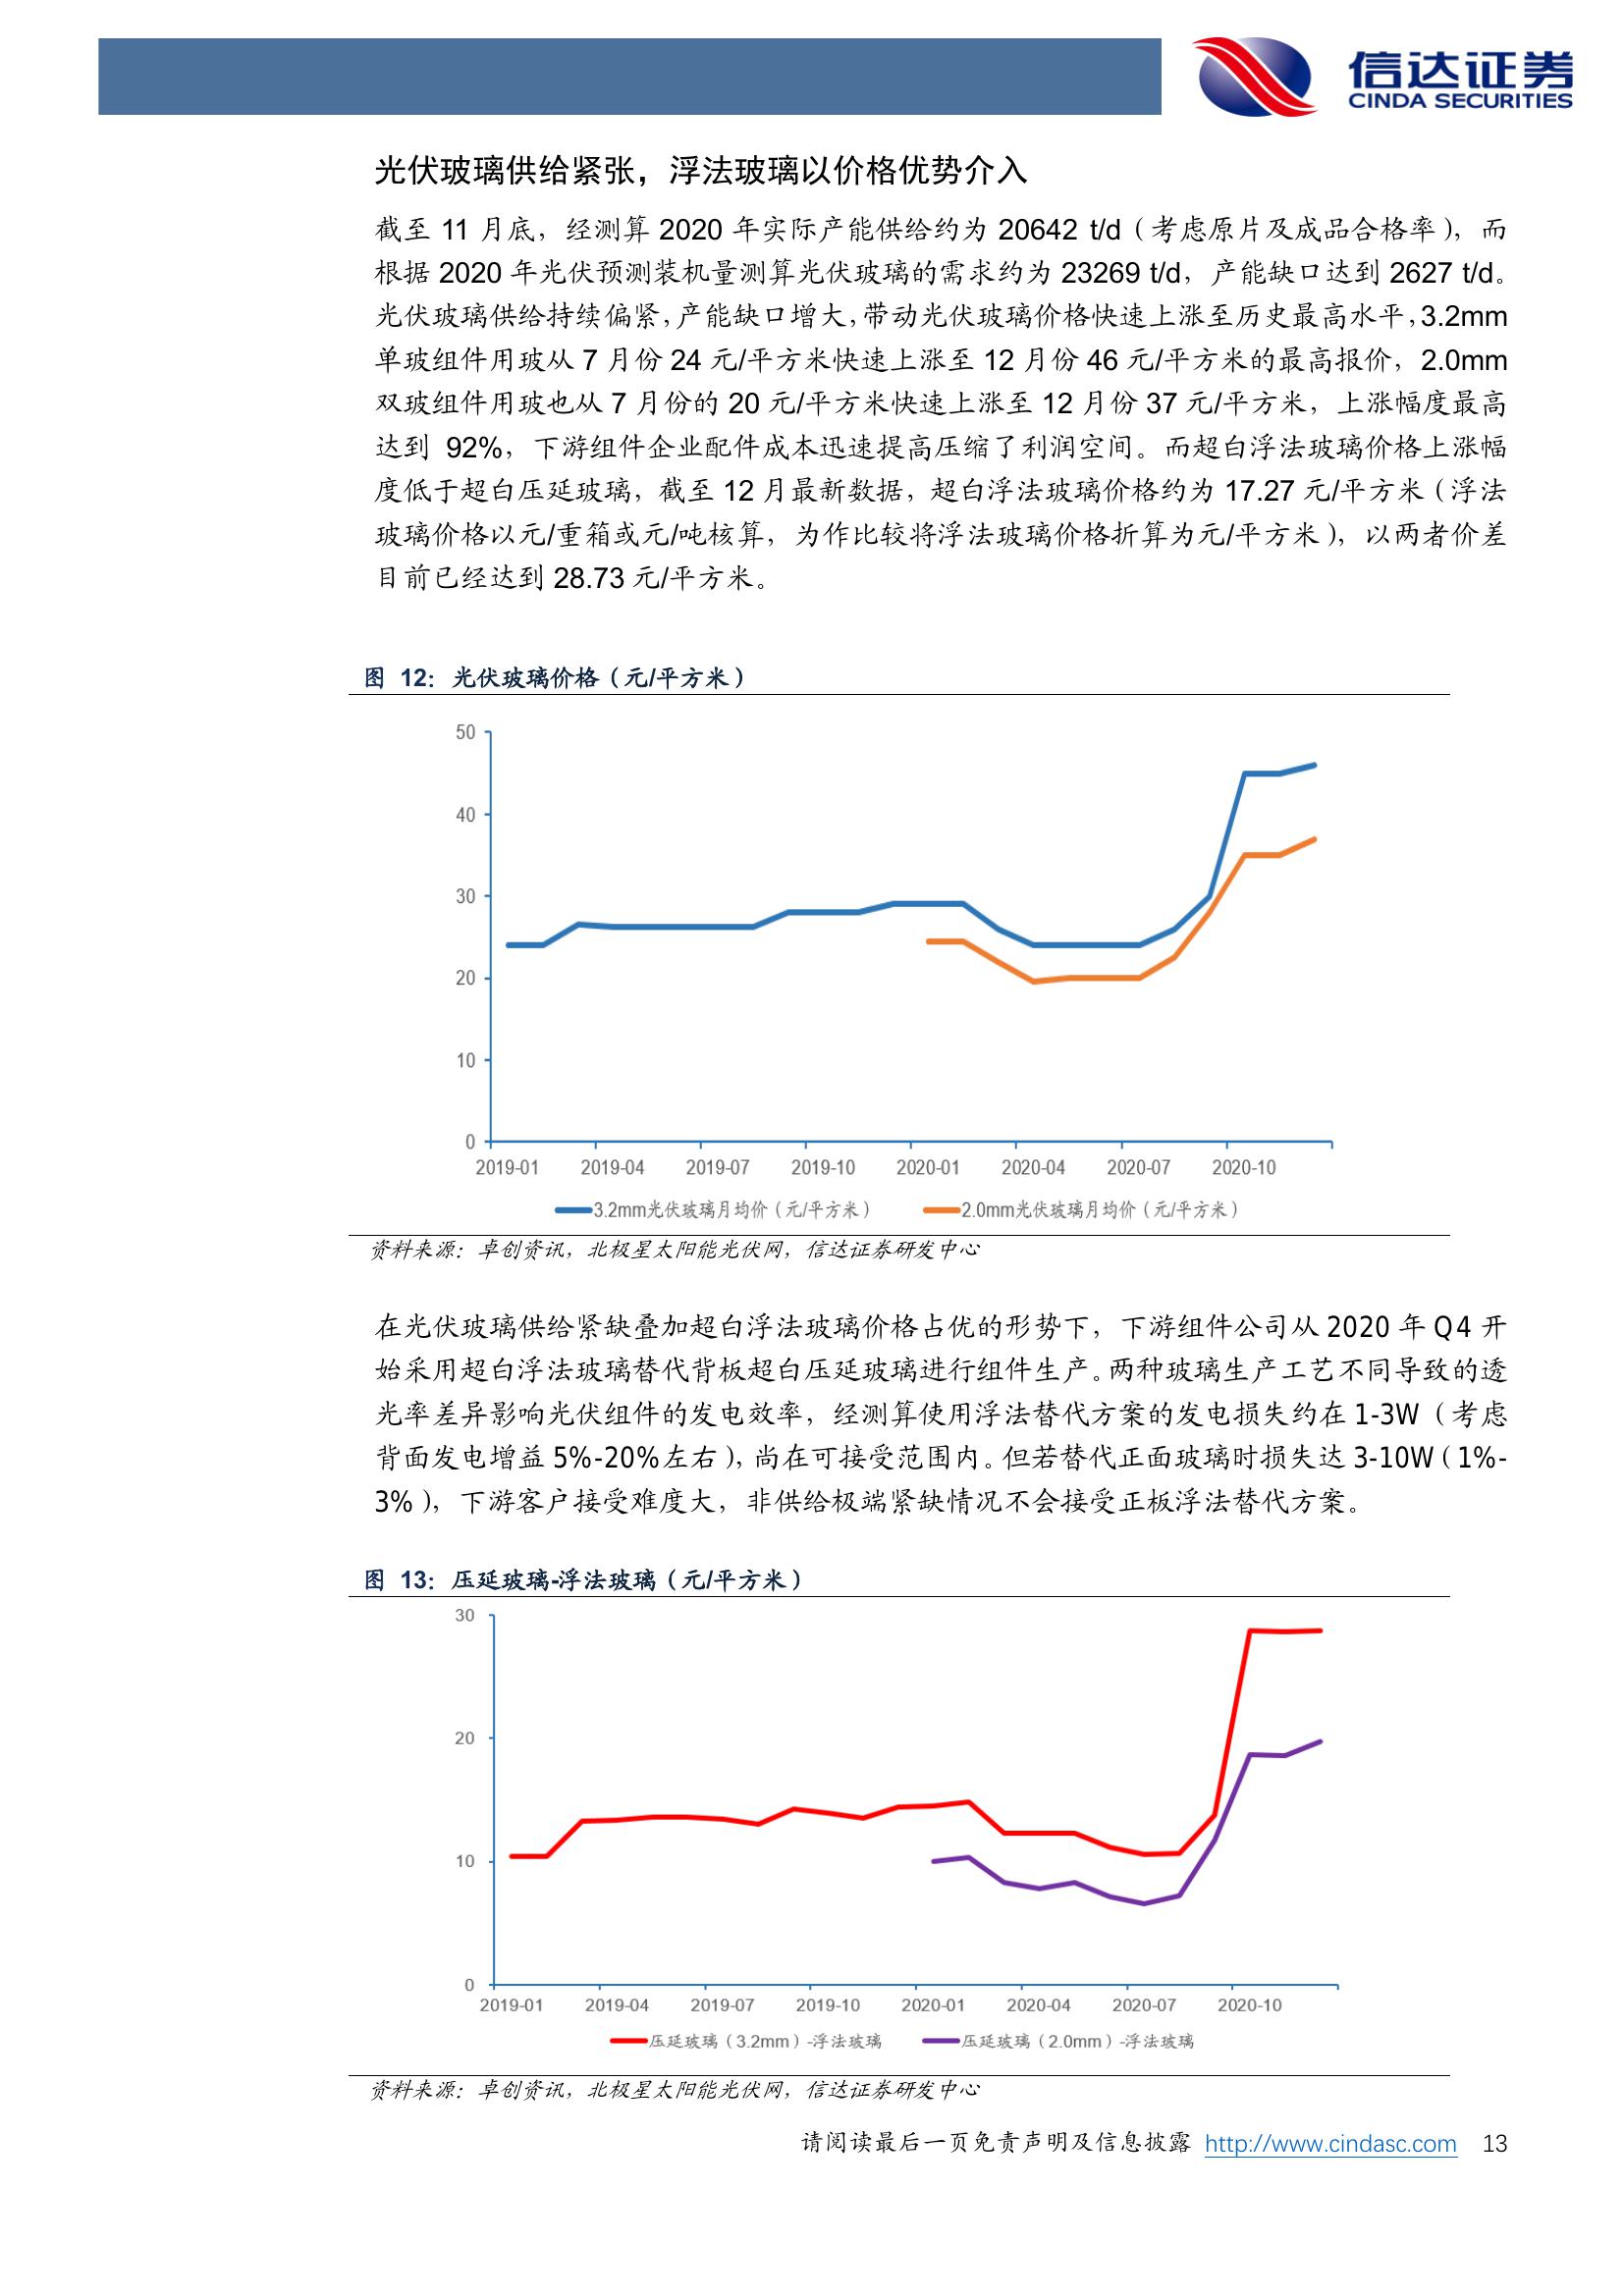 信达证券
CINDA SECURITIES
光伏玻璃供给紧张，浮法玻璃以价格优势介入
截至 11 月底，经测算 2020 年实际产能供给约为 20642 t/d（考虑原片及成品合格率），而
根据 2020 年光伏预测装机量测算光伏玻璃的需求约为 23269 t/d，产能缺口达到 2627 t/d。
光伏玻璃供给持续偏紧，产能缺口增大，带动光伏玻璃价格快速上涨至历史最高水平，3.2mm
单玻组件用玻从 7 月份 24 元/平方米快速上涨至 12 月份 46 元/平方米的最高报价，2.0mm
双玻组件用玻也从 7 月份的 20 元/平方米快速上涨至 12 月份 37 元/平方米，上涨幅度最高
达到 92%，下游组件企业配件成本迅速提高压缩了利润空间。而超白浮法玻璃价格上涨幅
度低于超白压延玻璃，截至 12 月最新数据，超白浮法玻璃价格约为 17.27 元/平方米（浮法
玻璃价格以元/重箱或元/吨核算，为作比较将浮法玻璃价格折算为元/平方米），以两者价差
目前已经达到 28.73 元/平方米。
图 12：光伏玻璃价格（元/平方米）
50
40
30
20
10
0
2019-01 2019-04 2019-07 2019-10 2020-01 2020-04 2020-07 2020-10
3.2mm光伏玻璃月均价（元/平方米） 2.0mm光伏玻璃月均价（元/平方米）
资料来源：卓创资讯，北极星太阳能光伏网，信达证券研发中心
在光伏玻璃供给紧缺叠加超白浮法玻璃价格占优的形势下，下游组件公司从 2020 年 Q4 开
始采用超白浮法玻璃替代背板超白压延玻璃进行组件生产。两种玻璃生产工艺不同导致的透
光率差异影响光伏组件的发电效率，经测算使用浮法替代方案的发电损失约在 1-3W（考虑
背面发电增益 5%-20%左右），尚在可接受范围内。但若替代正面玻璃时损失达 3-10W（1%-
3%），下游客户接受难度大，非供给极端紧缺情况不会接受正板浮法替代方案。
图 13：压延玻璃-浮法玻璃（元/平方米）
30
20
10
0
2019-01 2019-04 2019-07 2019-10 2020-01 2020-04 2020-07 2020-10
压延玻璃（3.2mm）-浮法玻璃 压延玻璃（2.0mm）-浮法玻璃
资料来源：卓创资讯，北极星太阳能光伏网，信达证券研发中心
请阅读最后一页免责声明及信息披露 http://www.cindasc.com 13